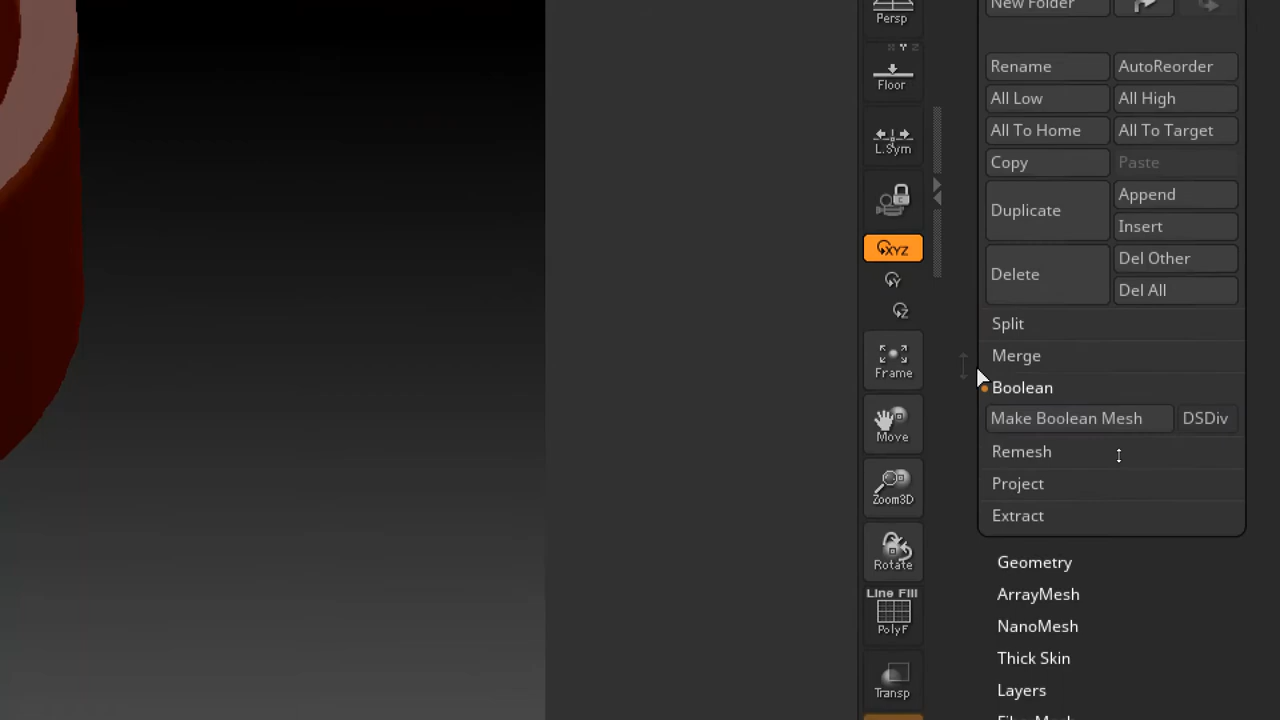 New Folder
Persp
X Y Z
Floor
Rename AutoReorder
All Low All High
L.Sym
All To Home All To Target
Copy Paste
Duplicate Append
Insert
XYZ
Delete Del Other
Y
Del All
Z
Split
Frame
Merge
Boolean
Move
Make Boolean Mesh DSDiv
Remesh
Zoom3D
Project
Extract
Rotate
Geometry
Line Fill
ArrayMesh
PolyF
NanoMesh
Thick Skin
Transp
Layers